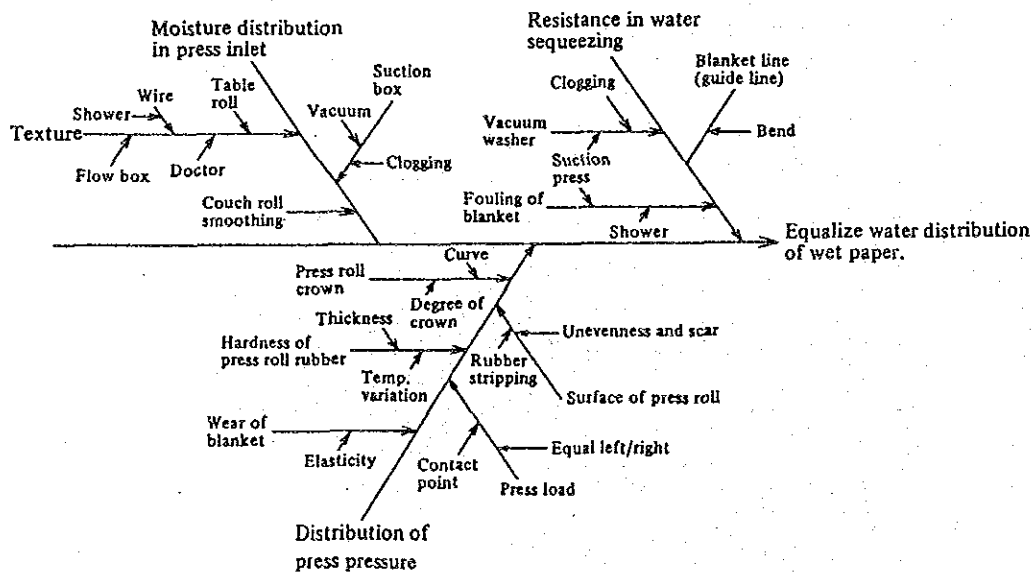 Moisture distribution
in press inlet
Resistance in water
sequeezing
Suction
box
Blanket line
(guide line)
Table
roll
Wire
Shower
Vacuum
Clogging
Texture
Vacuum
washer
Bend
Flow box
Doctor
Clogging
Suction
press
Couch roll
smoothing
Fouling of
blanket
Shower
Equalize water distribution
of wet paper.
Curve
Press roll
crown
Degree of
crown
Thickness
Unevenness and scar
Hardness of
press roll rubber
Rubber
stripping
Temp.
variation
Surface of press roll
Wear of
blanket
Elasticity
Contact
point
Equal left/right
Press load
Distribution of
press pressure